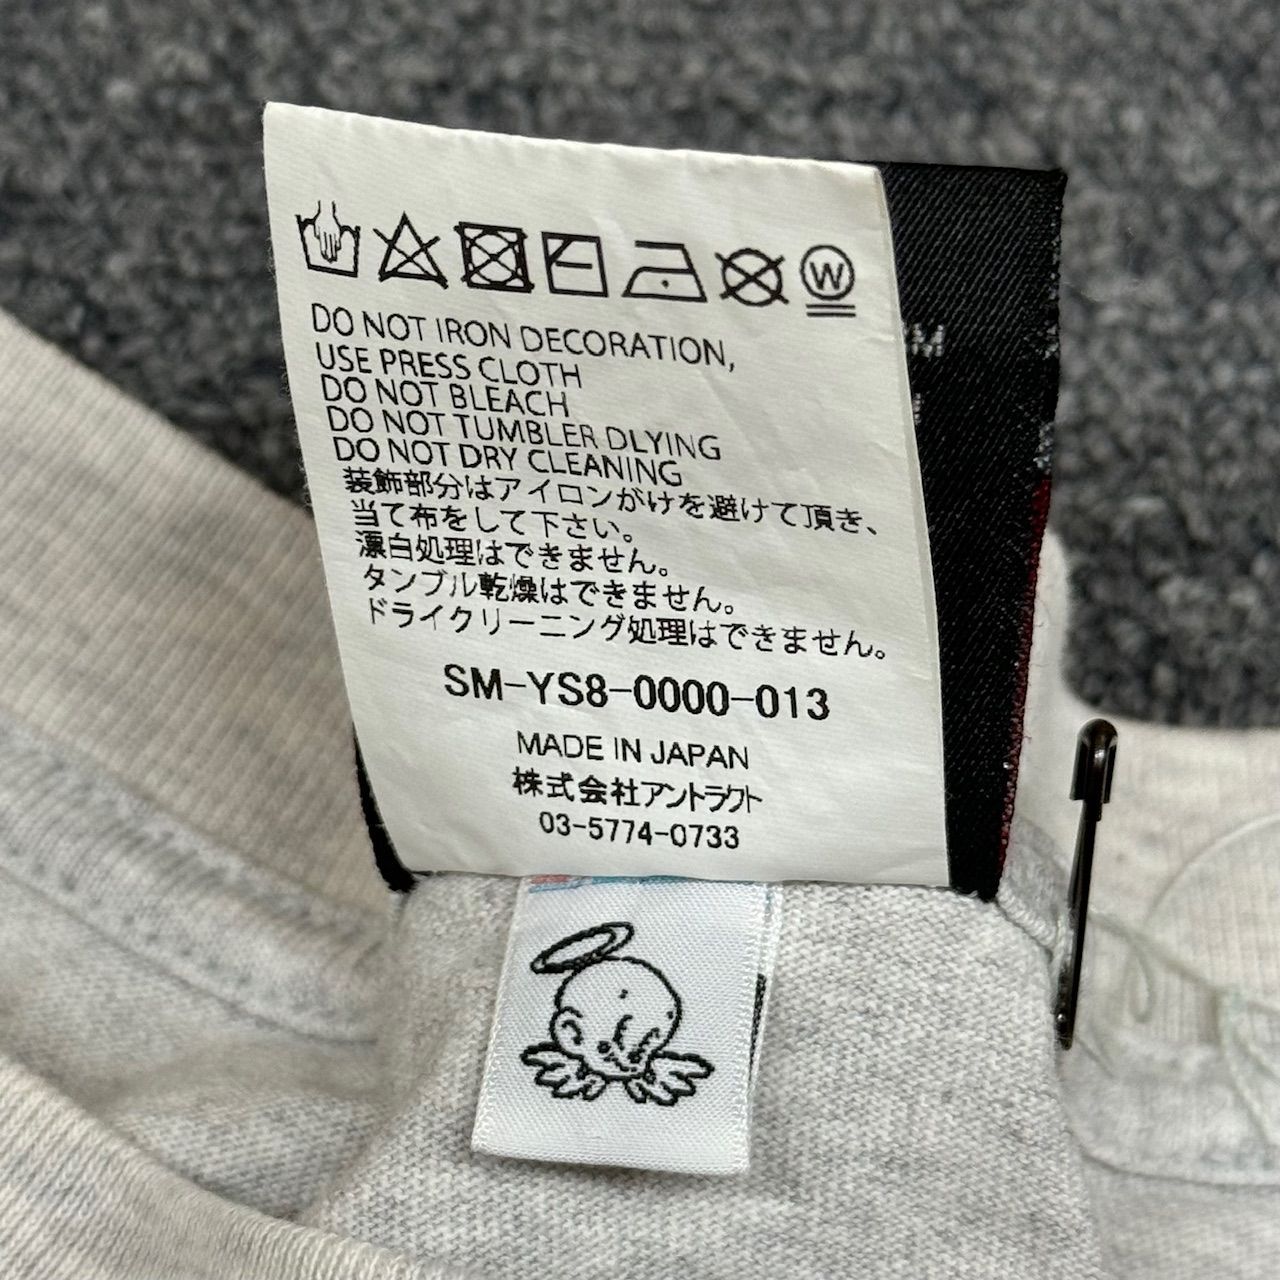 W
DO NOT IRON DECORATION,
USE PRESS CLOTH
DO NOT BLEACH
DO NOT TUMBLER DLYING
DO NOT DRY CLEANING
装飾部分はアイロンがけを避けて頂き、
当て布をして下さい。
漂白処理はできません。
タンブル乾燥はできません。
ドライクリーニング処理はできません。
SM-YS8-0000-013
MADE IN JAPAN
株式会社アントラクト
03-5774-0733